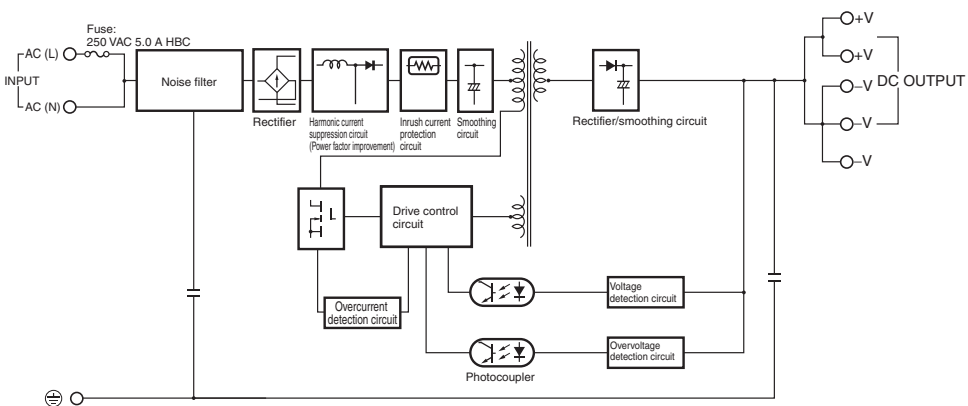 Fuse:
250 VAC 5.0 A HBC
AC (L)
INPUT
AC (N)
Noise filter
Rectifier
Harmonic current
suppression circuit
(Power factor improvement)
Inrush current
protection
circuit
Smoothing
circuit
Rectifier/smoothing circuit
+V
+V
–V
DC OUTPUT
–V
–V
Drive control
circuit
Overcurrent
detection circuit
Voltage
detection circuit
Overvoltage
detection circuit
Photocoupler